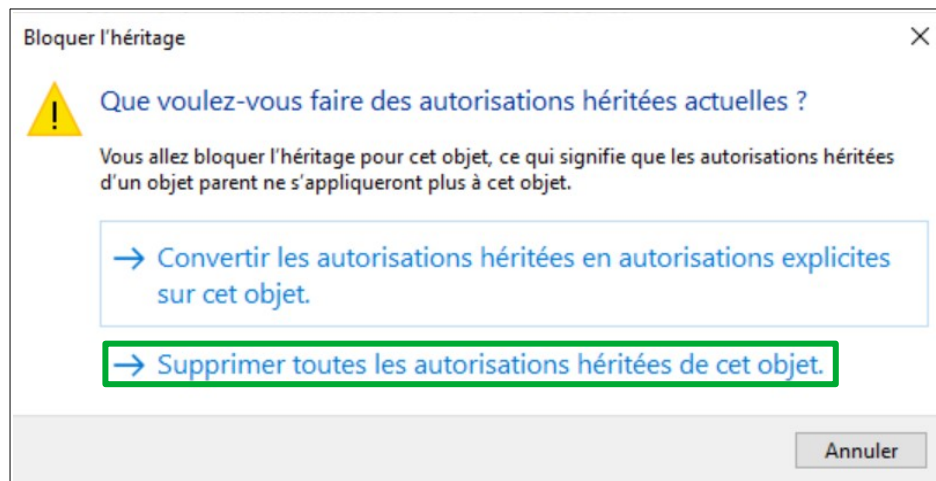 Bloquer l’héritage
Que voulez-vous faire des autorisations héritées actuelles ?
Vous allez bloquer l’héritage pour cet objet, ce qui signifie que les autorisations héritées
d’un objet parent ne s’appliqueront plus à cet objet.
Convertir les autorisations héritées en autorisations explicites
sur cet objet.
Supprimer toutes les autorisations héritées de cet objet.
Annuler